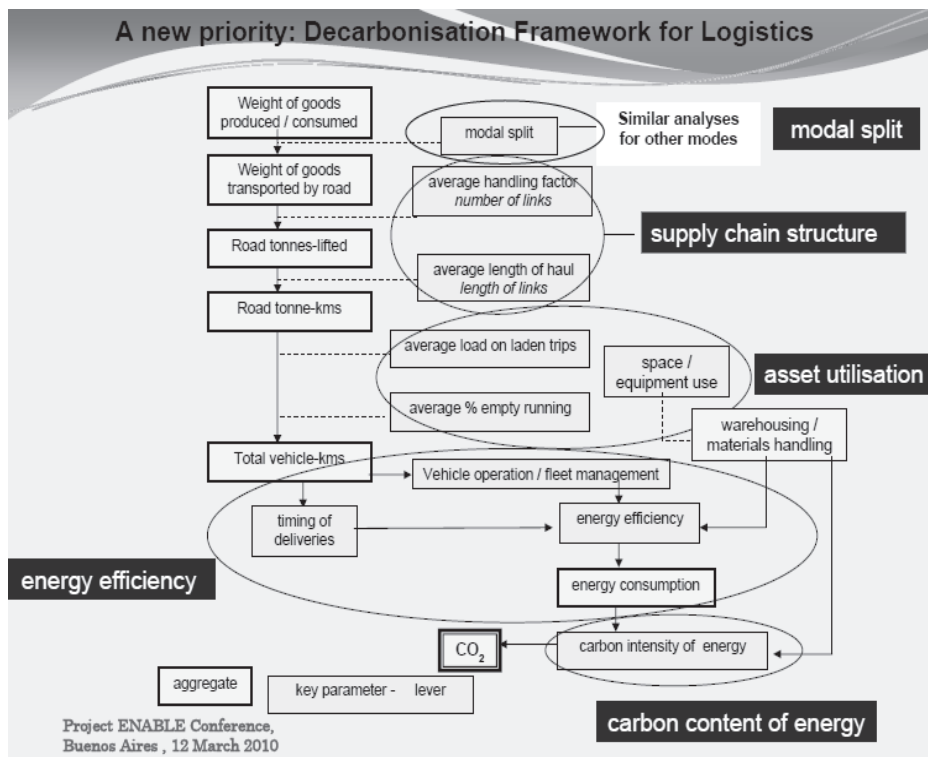 A new priority: Decarbonisation Framework for Logistics
Weight of goods
produced / consumed
modal split
Similar analyses
for other modes
modal split
Weight of goods
transported by road
average handling factor
number of links
supply chain structure
Road tonnes-lifted
average length of haul
length of links
Road tonne-kms
average load on laden trips
space /
equipment use
asset utilisation
average % empty running
warehousing /
materials handling
Total vehicle-kms
Vehicle operation / fleet management
timing of
deliveries
energy efficiency
energy efficiency
energy consumption
CO2
carbon intensity of energy
aggregate
key parameter - lever
carbon content of energy
Project ENABLE Conference,
Buenos Aires , 12 March 2010